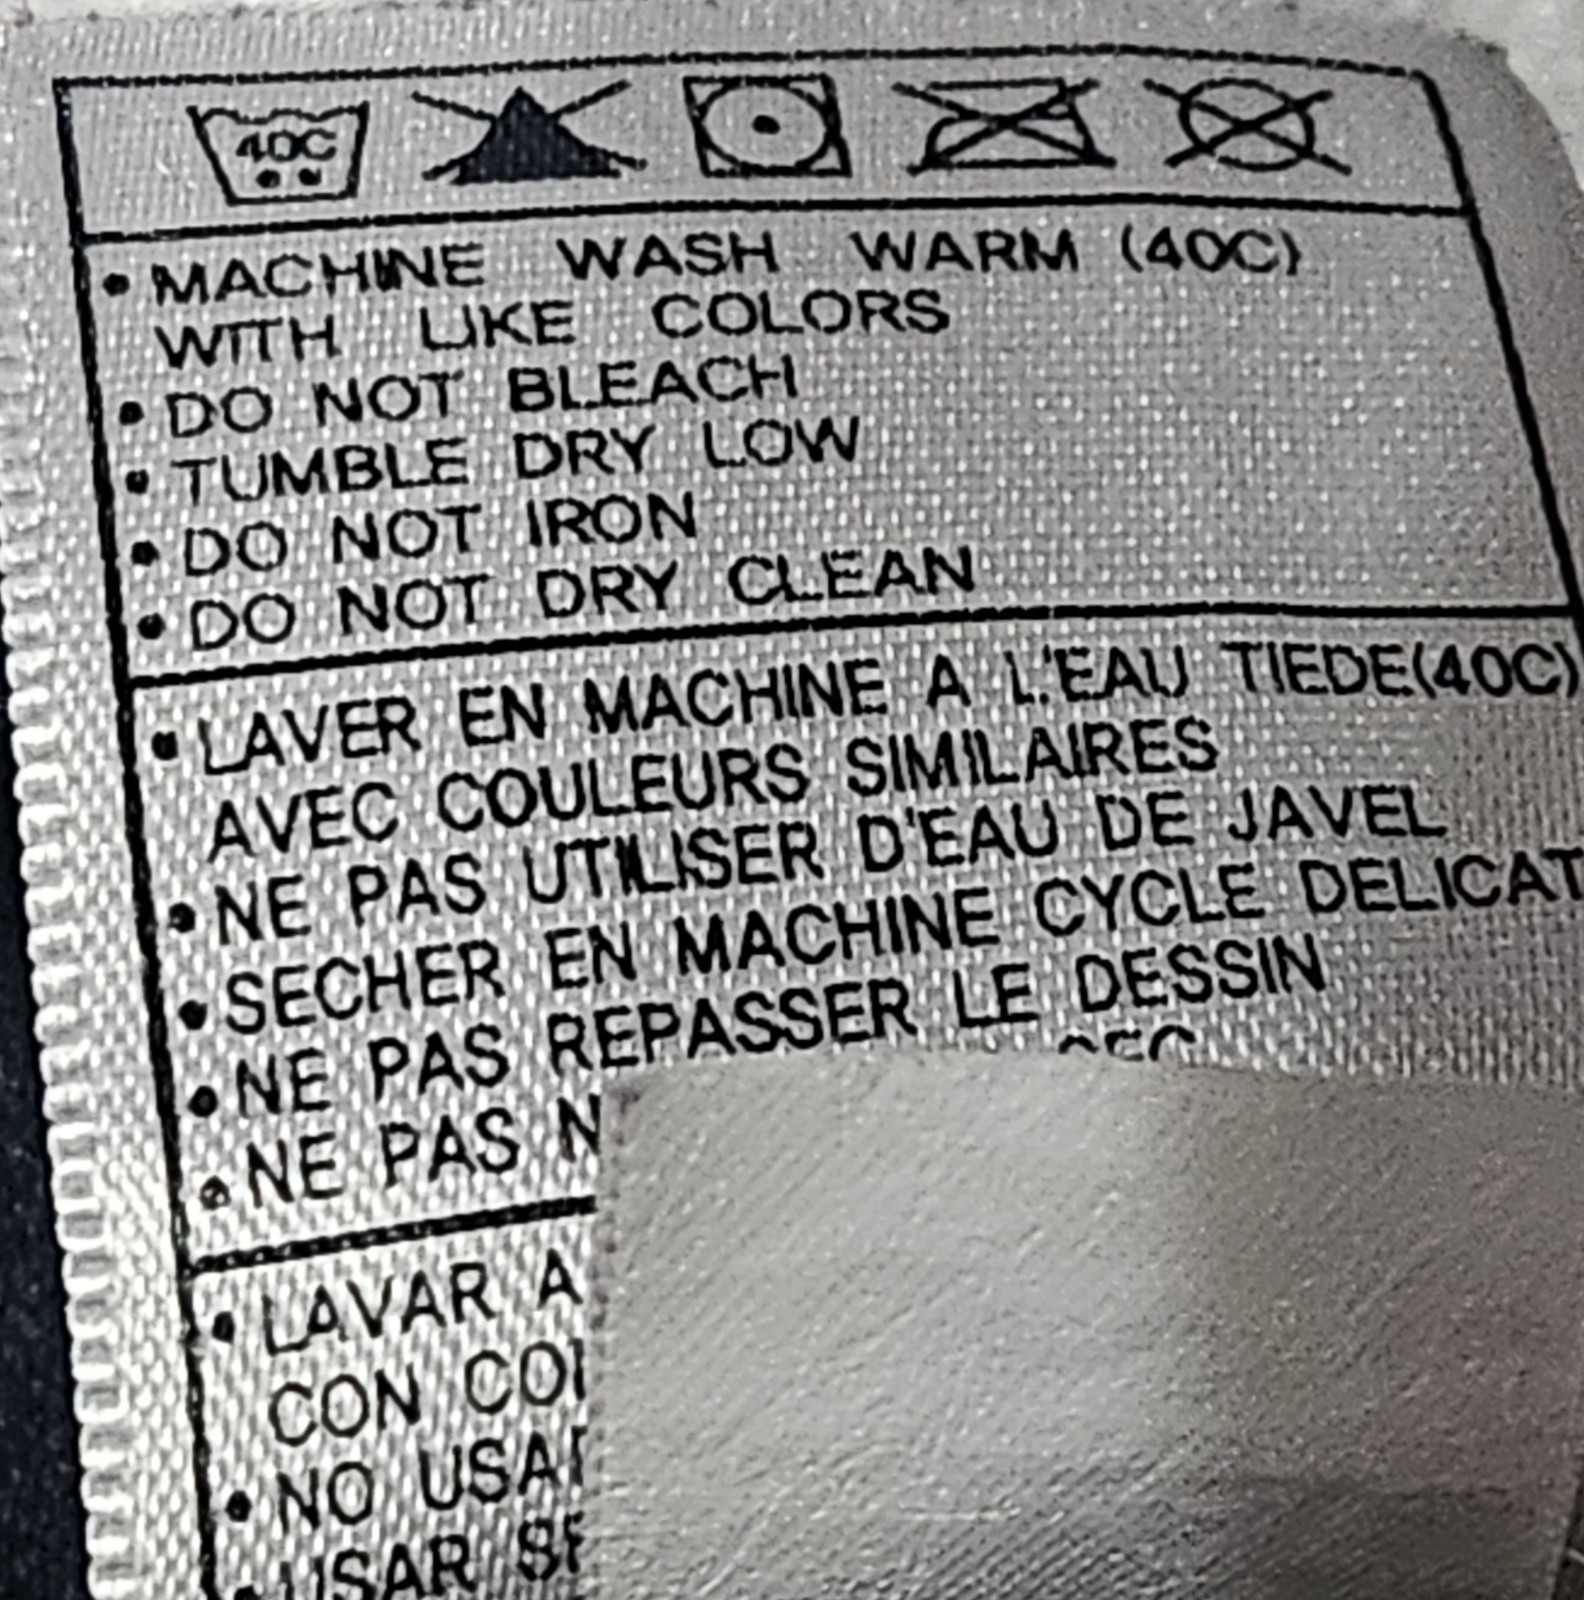 40C
• MACHINE WASH WARM (40C)
WITH LIKE COLORS
• DO NOT BLEACH
• TUMBLE DRY LOW
• DO NOT IRON
• DO NOT DRY CLEAN
• LAVER EN MACHINE A L'EAU TIEDE(40C)
AVEC COULEURS SIMILAIRES
• NE PAS UTILISER D'EAU DE JAVEL
• SECHER EN MACHINE CYCLE DELICAT
• NE PAS REPASSER LE DESSIN
• NE PAS N
• LAVAR A
CON
• NO
• USAR